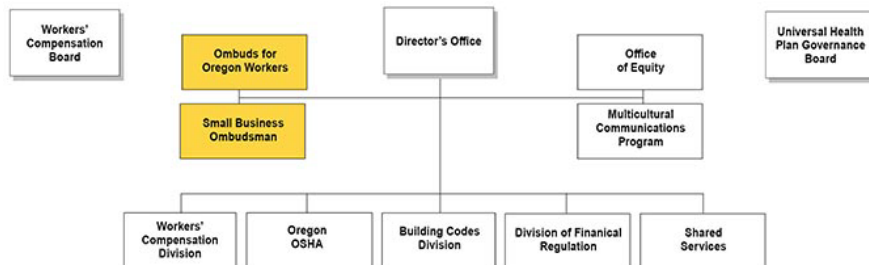 Workers'
Compensation
Board
Ombuds for
Oregon Workers
Director's Office
Office
of Equity
Universal Health
Plan Governance
Board
Small Business
Ombudsman
Multicultural
Communications
Program
Workers'
Compensation
Division
Oregon
OSHA
Building Codes
Division
Division of Finanical
Regulation
Shared
Services